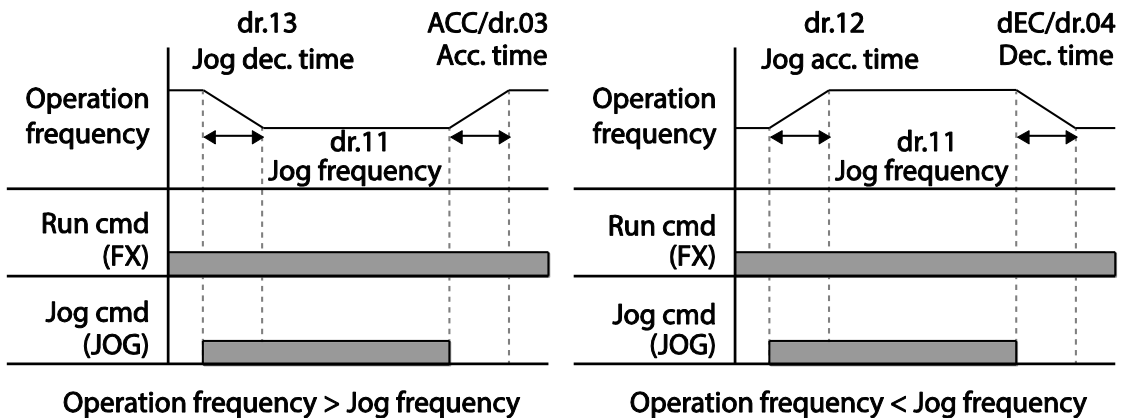 dr.13
Jog dec. time
ACC/dr.03
Acc. time
Operation
frequency
dr.11
Jog frequency
Run cmd
(FX)
Jog cmd
(JOG)
Operation frequency > Jog frequency
dr.12
Jog acc. time
dEC/dr.04
Dec. time
Operation
frequency
dr.11
Jog frequency
Run cmd
(FX)
Jog cmd
(JOG)
Operation frequency < Jog frequency